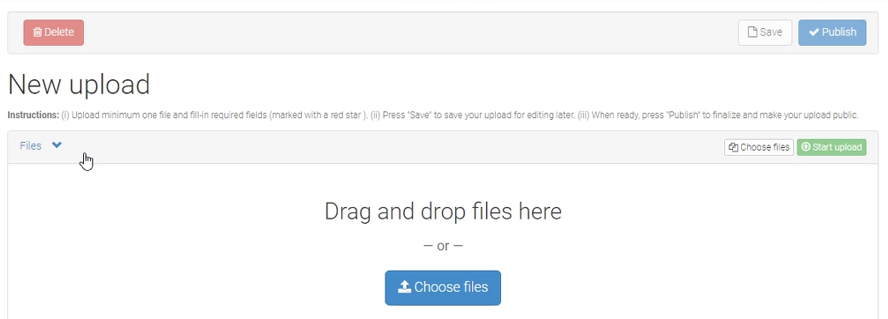 Delete Save Publish
New upload
Instructions: (i) Upload minimum one file and fill-in required fields (marked with a red star ). (ii) Press "Save" to save your upload for editing later. (iii) When ready, press "Publish" to finalize and make your upload public.
Files Choose files Start upload
Drag and drop files here
— or —
Choose files